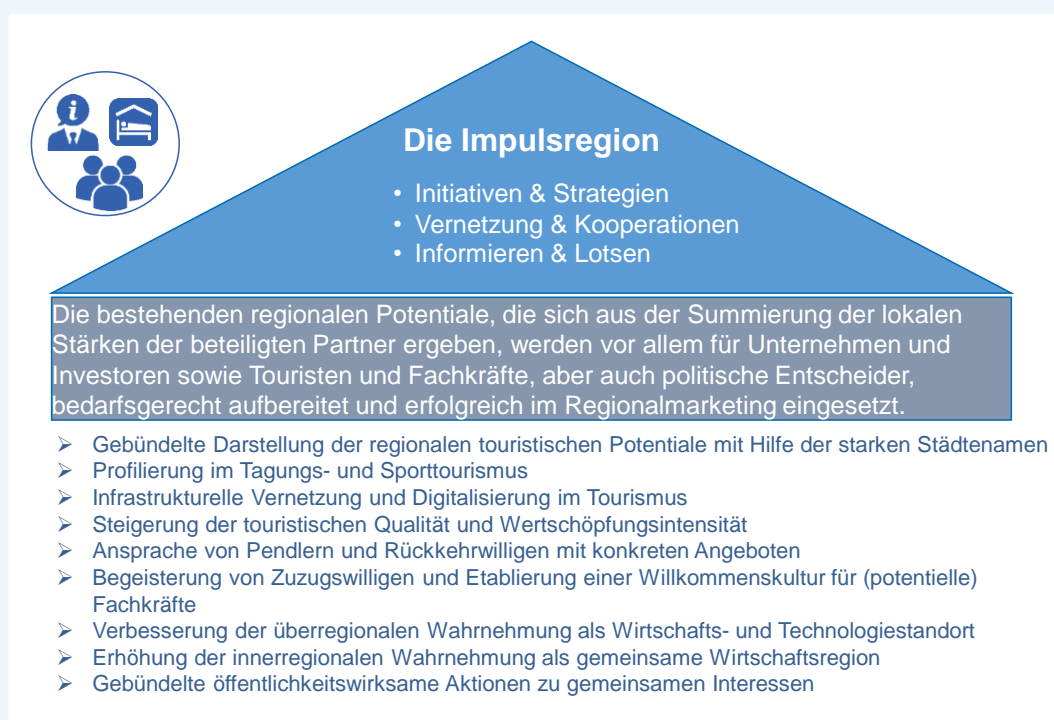 i
Die Impulsregion
• Initiativen & Strategien
• Vernetzung & Kooperationen
• Informieren & Lotsen
Die bestehenden regionalen Potentiale, die sich aus der Summierung der lokalen
Stärken der beteiligten Partner ergeben, werden vor allem für Unternehmen und
Investoren sowie Touristen und Fachkräfte, aber auch politische Entscheider,
bedarfsgerecht aufbereitet und erfolgreich im Regionalmarketing eingesetzt.
➢ Gebündelte Darstellung der regionalen touristischen Potentiale mit Hilfe der starken Städtenamen
➢ Profilierung im Tagungs- und Sporttourismus
➢ Infrastrukturelle Vernetzung und Digitalisierung im Tourismus
➢ Steigerung der touristischen Qualität und Wertschöpfungsintensität
➢ Ansprache von Pendlern und Rückkehrwilligen mit konkreten Angeboten
➢ Begeisterung von Zuzugswilligen und Etablierung einer Willkommenskultur für (potentielle)
Fachkräfte
➢ Verbesserung der überregionalen Wahrnehmung als Wirtschafts- und Technologiestandort
➢ Erhöhung der innerregionalen Wahrnehmung als gemeinsame Wirtschaftsregion
➢ Gebündelte öffentlichkeitswirksame Aktionen zu gemeinsamen Interessen